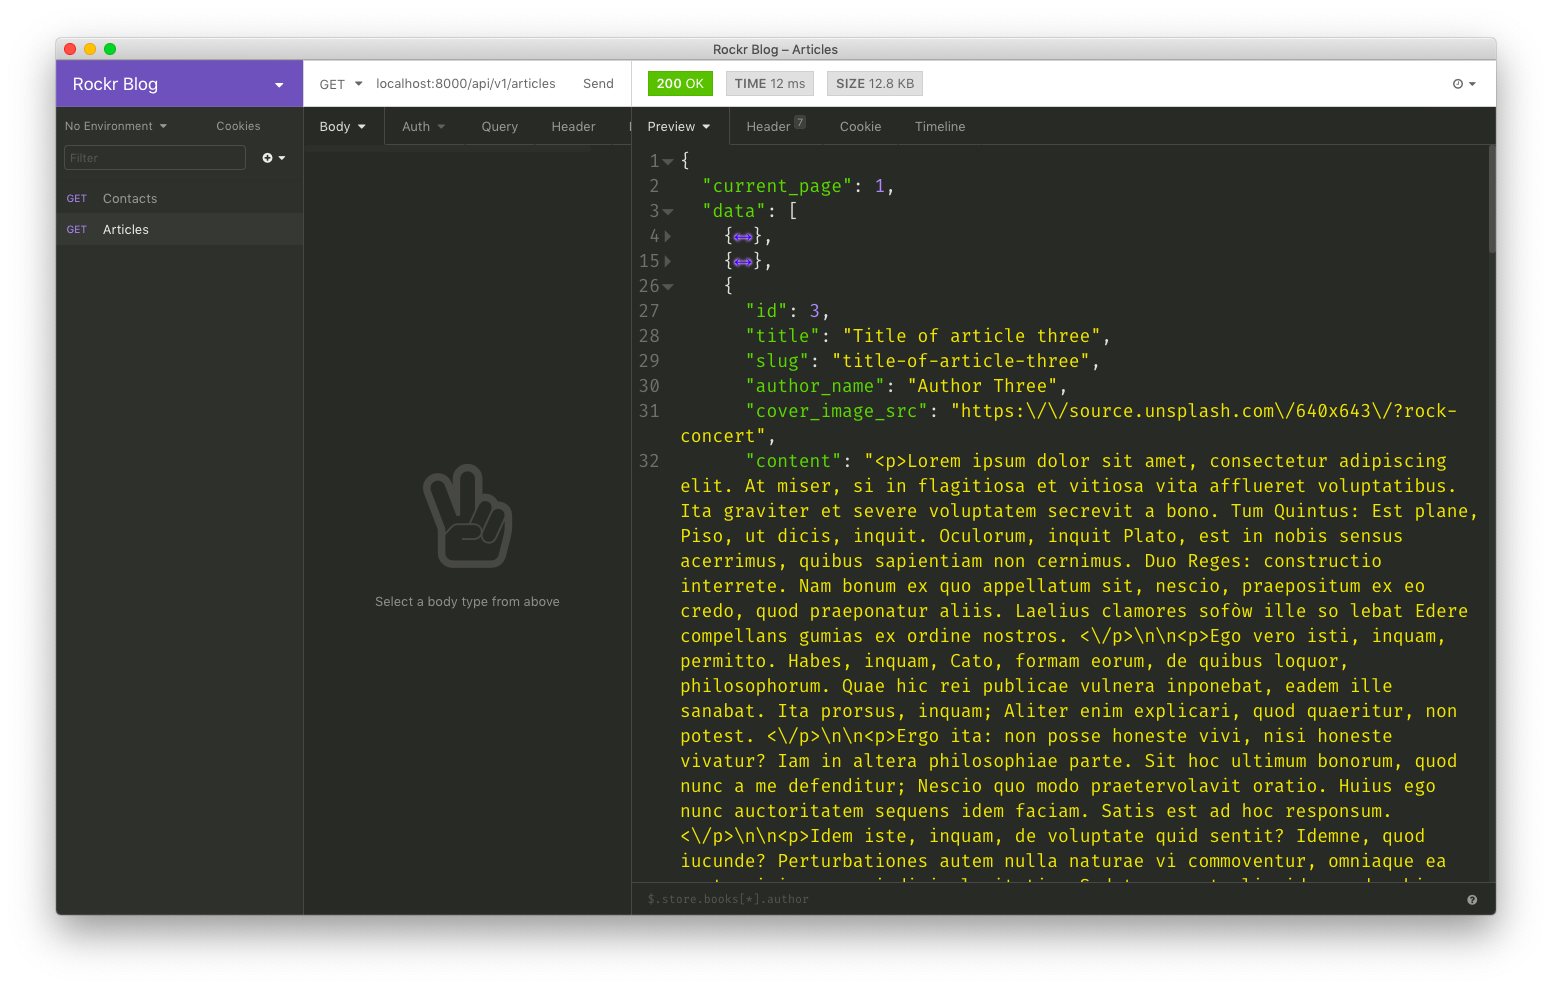 Rockr Blog – Articles
Rockr Blog
GET localhost:8000/api/v1/articles Send
200 OK TIME 12 ms SIZE 12.8 KB
No Environment Cookies
Filter
GET Contacts
GET Articles
Body Auth Query Header
Select a body type from above
Preview Header 7 Cookie Timeline
1 {
2 "current_page": 1,
3 "data": [
4 {↔},
15 {↔},
26 {
27 "id": 3,
28 "title": "Title of article three",
29 "slug": "title-of-article-three",
30 "author_name": "Author Three",
31 "cover_image_src": "https:\/\/source.unsplash.com\/640x643\/?rock-
concert",
32 "content": "<p>Lorem ipsum dolor sit amet, consectetur adipiscing
elit. At miser, si in flagitiosa et vitiosa vita afflueret voluptatibus.
Ita graviter et severe voluptatem secrevit a bono. Tum Quintus: Est plane,
Piso, ut dicis, inquit. Oculorum, inquit Plato, est in nobis sensus
acerrimus, quibus sapientiam non cernimus. Duo Reges: constructio
interrete. Nam bonum ex quo appellatum sit, nescio, praepositum ex eo
credo, quod praeponatur aliis. Laelius clamores sofòw ille so lebat Edere
compellans gumias ex ordine nostros. <\/p>\n\n<p>Ego vero isti, inquam,
permitto. Habes, inquam, Cato, formam eorum, de quibus loquor,
philosophorum. Quae hic rei publicae vulnera inponebat, eadem ille
sanabat. Ita prorsus, inquam; Aliter enim explicari, quod quaeritur, non
potest. <\/p>\n\n<p>Ergo ita: non posse honeste vivi, nisi honeste
vivatur? Iam in altera philosophiae parte. Sit hoc ultimum bonorum, quod
nunc a me defenditur; Nescio quo modo praetervolavit oratio. Huius ego
nunc auctoritatem sequens idem faciam. Satis est ad hoc responsum.
<\/p>\n\n<p>Idem iste, inquam, de voluptate quid sentit? Idemne, quod
iucunde? Perturbationes autem nulla naturae vi commoventur, omniaque ea
$.store.books[*].author